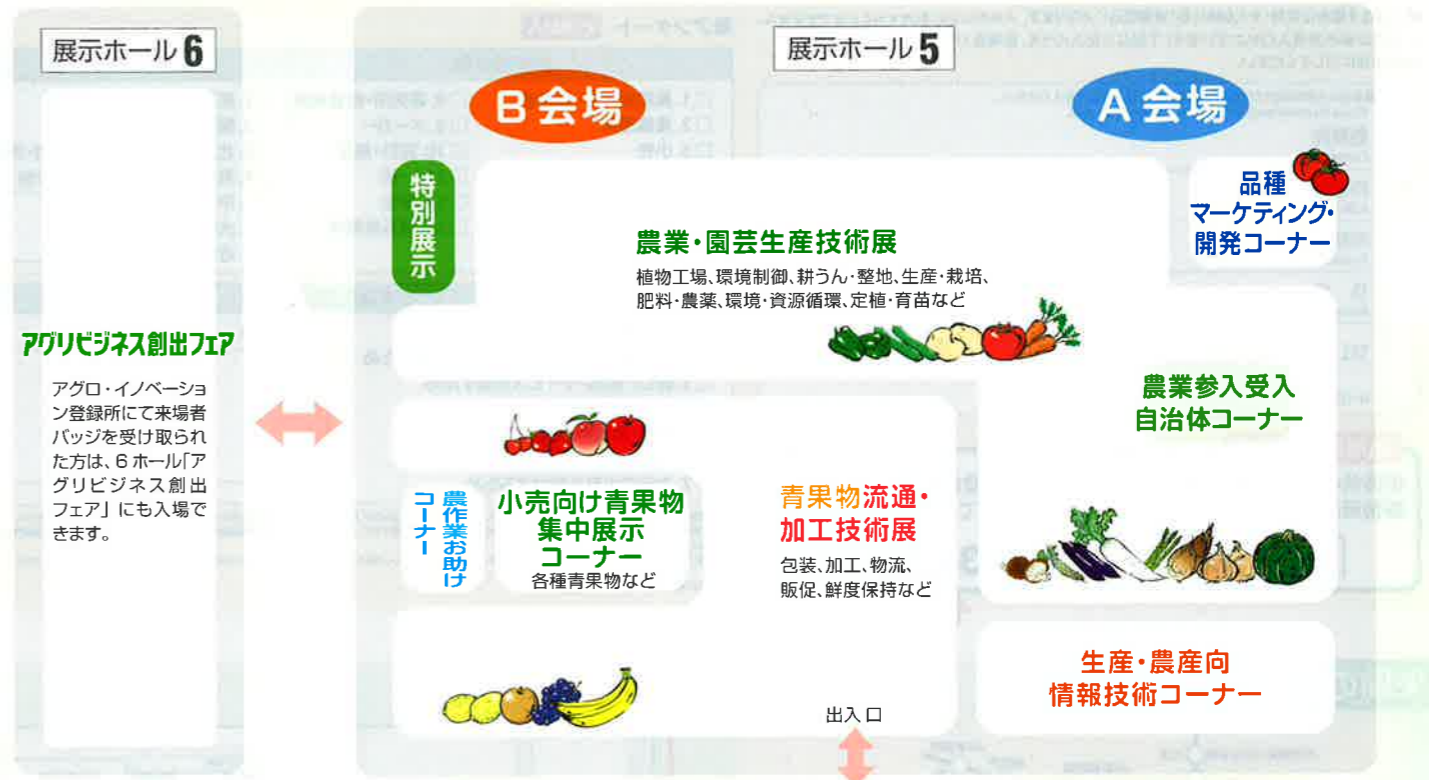 展示ホール6
展示ホール5
B会場
A会場
特別展示
農業・園芸生産技術展
植物工場、環境制御、耕うん・整地、生産・栽培、
肥料・農薬、環境・資源循環、定植・育苗など
品種
マーケティング・
開発コーナー
アグリビジネス創出フェア
アグロ・イノベーショ
ン登録所にて来場者
バッジを受け取られ
た方は、6ホール「ア
グリビジネス創出
フェア」にも入場で
きます。
農業参入受入
自治体コーナー
農作業お助け
コーナー
小売向け青果物
集中展示
コーナー
各種青果物など
青果物流通・
加工技術展
包装、加工、物流、
販促、鮮度保持など
生産・農産向
情報技術コーナー
出入口